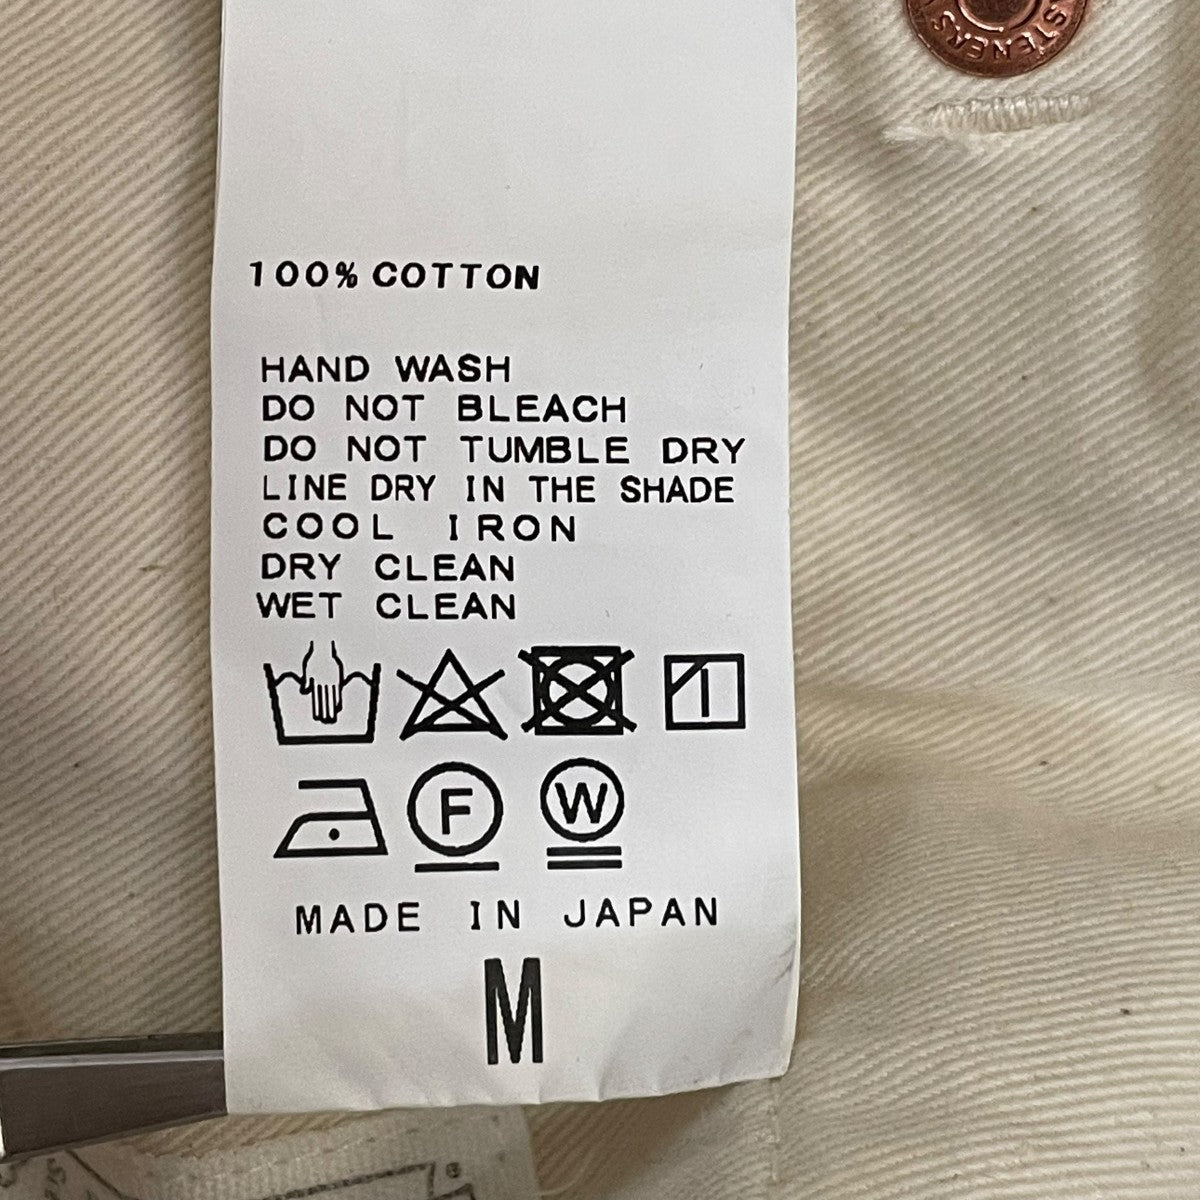 100% COTTON
HAND WASH
DO NOT BLEACH
DO NOT TUMBLE DRY
LINE DRY IN THE SHADE
COOL IRON
DRY CLEAN
WET CLEAN
F W
MADE IN JAPAN
M